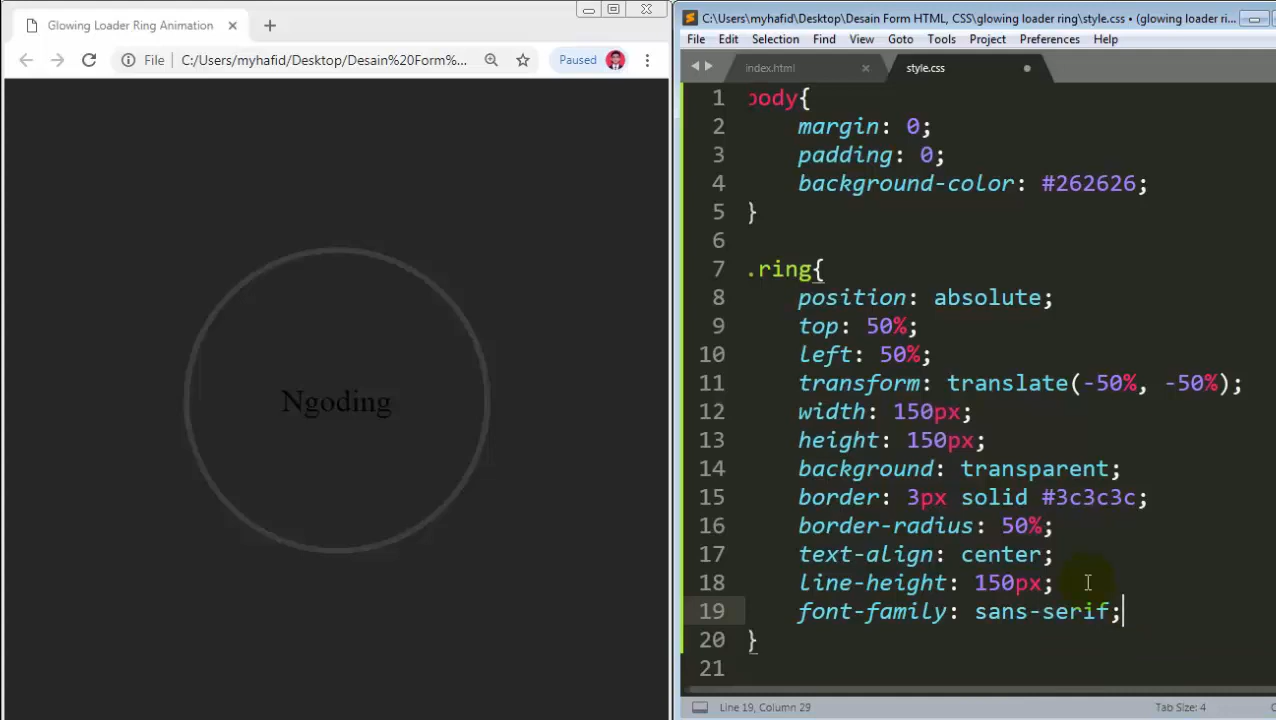 Glowing Loader Ring Animation
File C:/Users/myhafid/Desktop/Desain%20Form%... Paused
Ngoding
C:\Users\myhafid\Desktop\Desain Form HTML, CSS\glowing loader ring\style.css • (glowing loader ri...
File Edit Selection Find View Goto Tools Project Preferences Help
index.html style.css
1 body{
2 margin: 0;
3 padding: 0;
4 background-color: #262626;
5 }
6
7 .ring{
8 position: absolute;
9 top: 50%;
10 left: 50%;
11 transform: translate(-50%, -50%);
12 width: 150px;
13 height: 150px;
14 background: transparent;
15 border: 3px solid #3c3c3c;
16 border-radius: 50%;
17 text-align: center;
18 line-height: 150px;
19 font-family: sans-serif;
20 }
21
Line 19, Column 29 Tab Size: 4